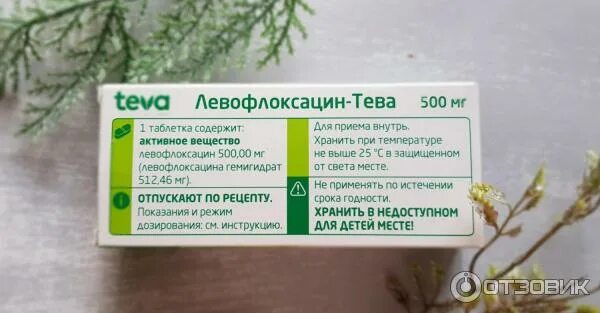 teva Левофлоксацин-Тева 500 мг
1 таблетка содержит:
активное вещество
левофлоксацин 500,00 мг
(левофлоксацина гемигидрат
512,46 мг).
Для приема внутрь.
Хранить при температуре
не выше 25 °C в защищенном
от света месте.
ОТПУСКАЮТ ПО РЕЦЕПТУ.
Показания и режим
дозирования: см. инструкцию.
Не применять по истечении
срока годности.
ХРАНИТЬ В НЕДОСТУПНОМ
ДЛЯ ДЕТЕЙ МЕСТЕ!
ОТЗОВИК